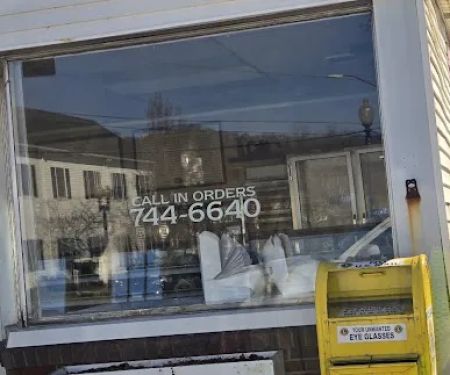 CALL IN ORDERS
744-6640
YOUR UNWANTED
EYE GLASSES